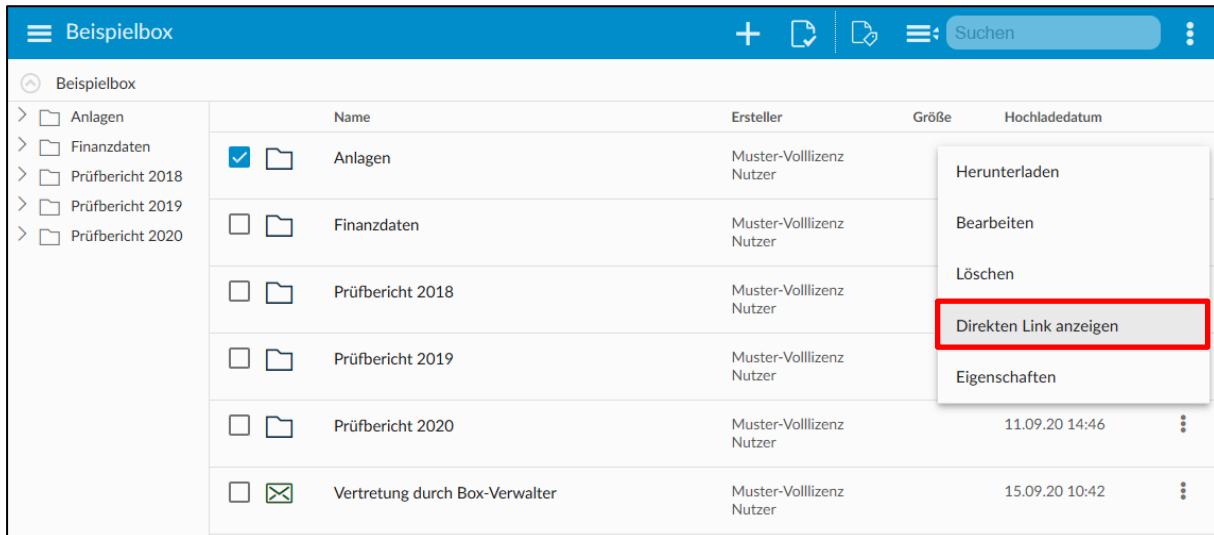 Beispielbox
Suchen
Beispielbox
Anlagen
Finanzdaten
Prüfbericht 2018
Prüfbericht 2019
Prüfbericht 2020
Name Ersteller Größe Hochladedatum
Anlagen Muster-Volllizenz
Nutzer
Finanzdaten Muster-Volllizenz
Nutzer
Prüfbericht 2018 Muster-Volllizenz
Nutzer
Prüfbericht 2019 Muster-Volllizenz
Nutzer
Prüfbericht 2020 Muster-Volllizenz 11.09.20 14:46
Nutzer
Vertretung durch Box-Verwalter Muster-Volllizenz 15.09.20 10:42
Nutzer
Herunterladen
Bearbeiten
Löschen
Direkten Link anzeigen
Eigenschaften